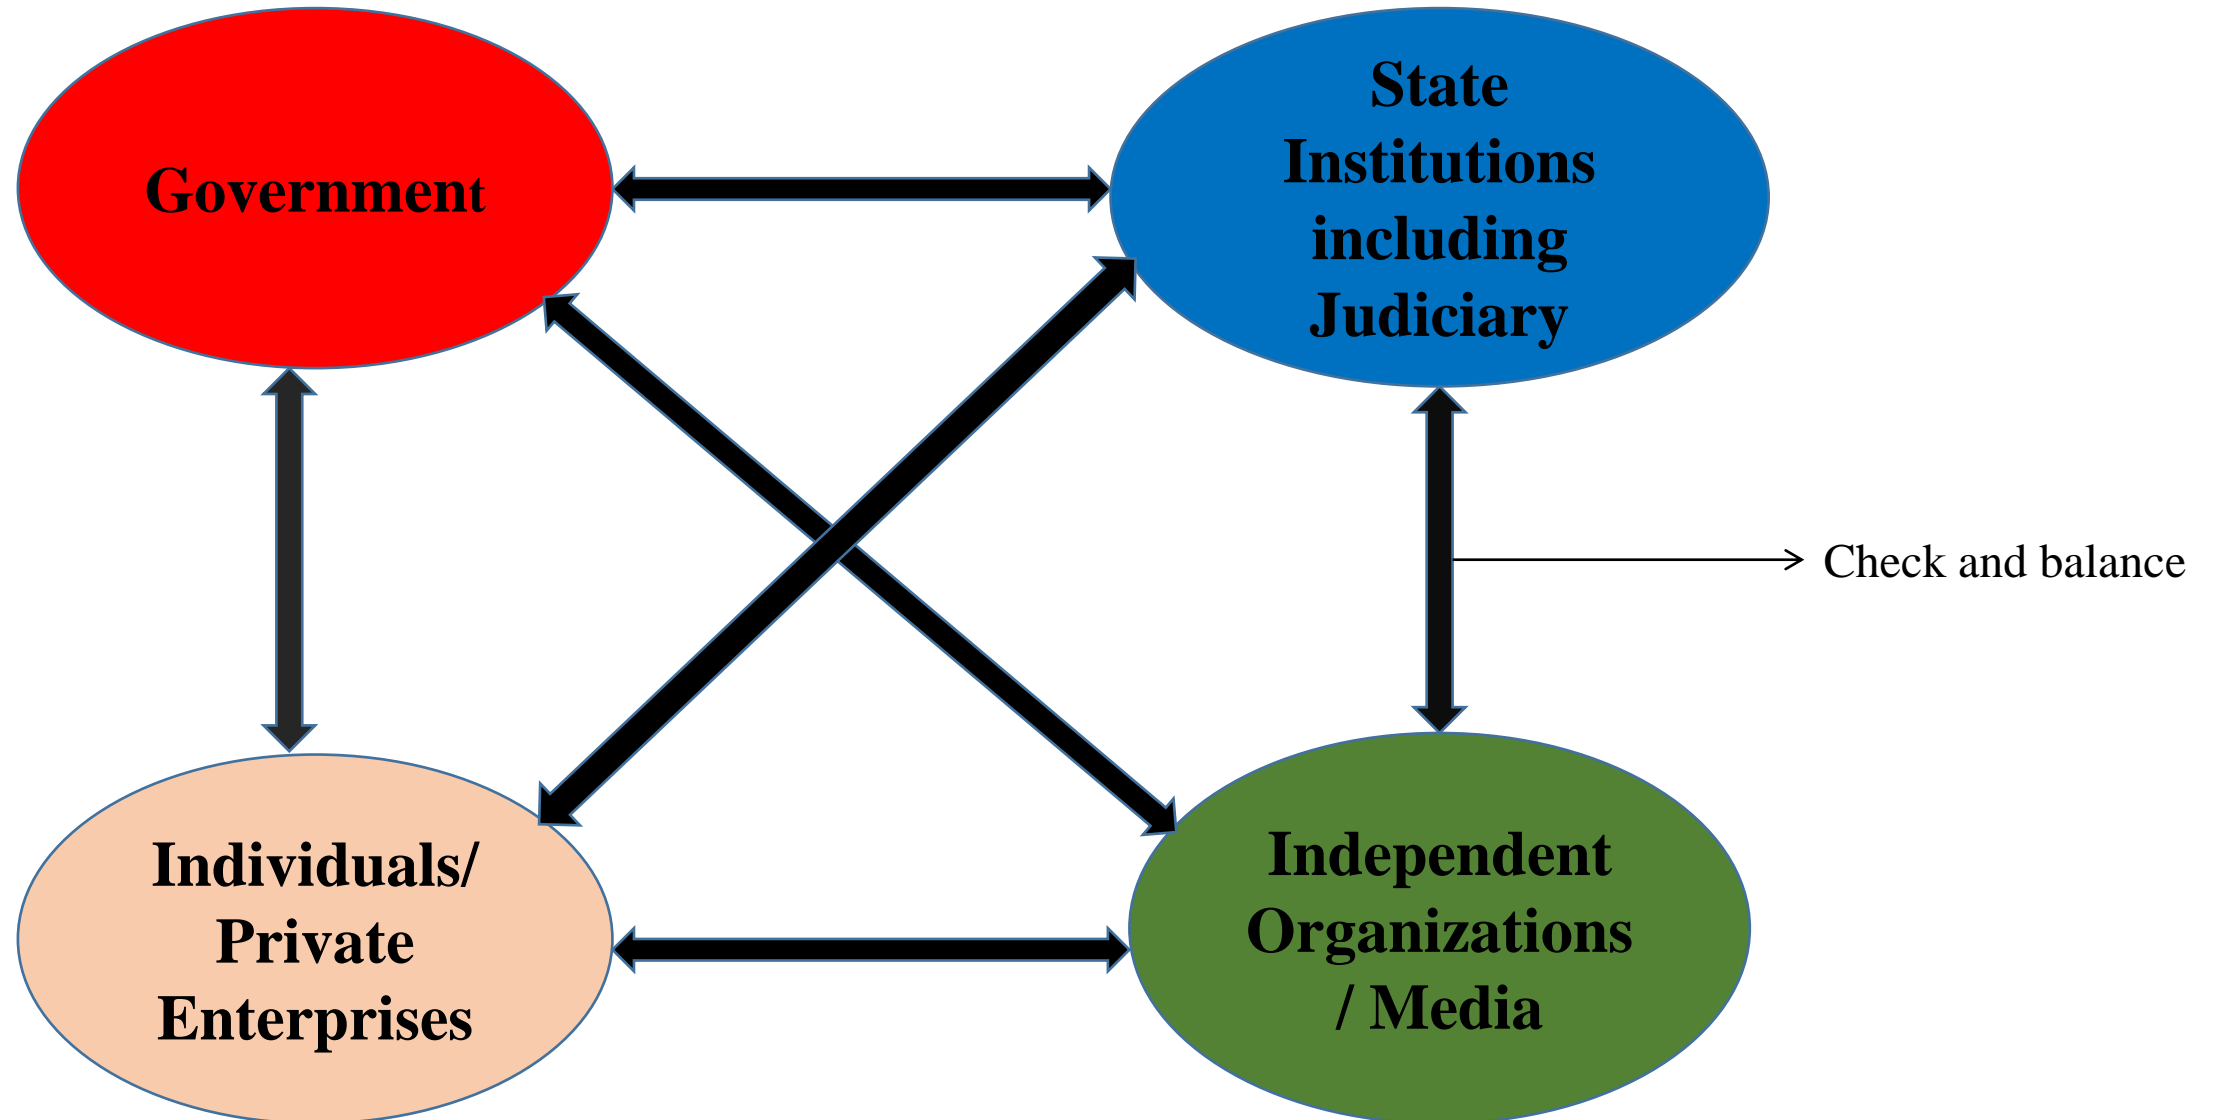 Government
State
Institutions
including
Judiciary
Check and balance
Individuals/
Private
Enterprises
Independent
Organizations
/ Media